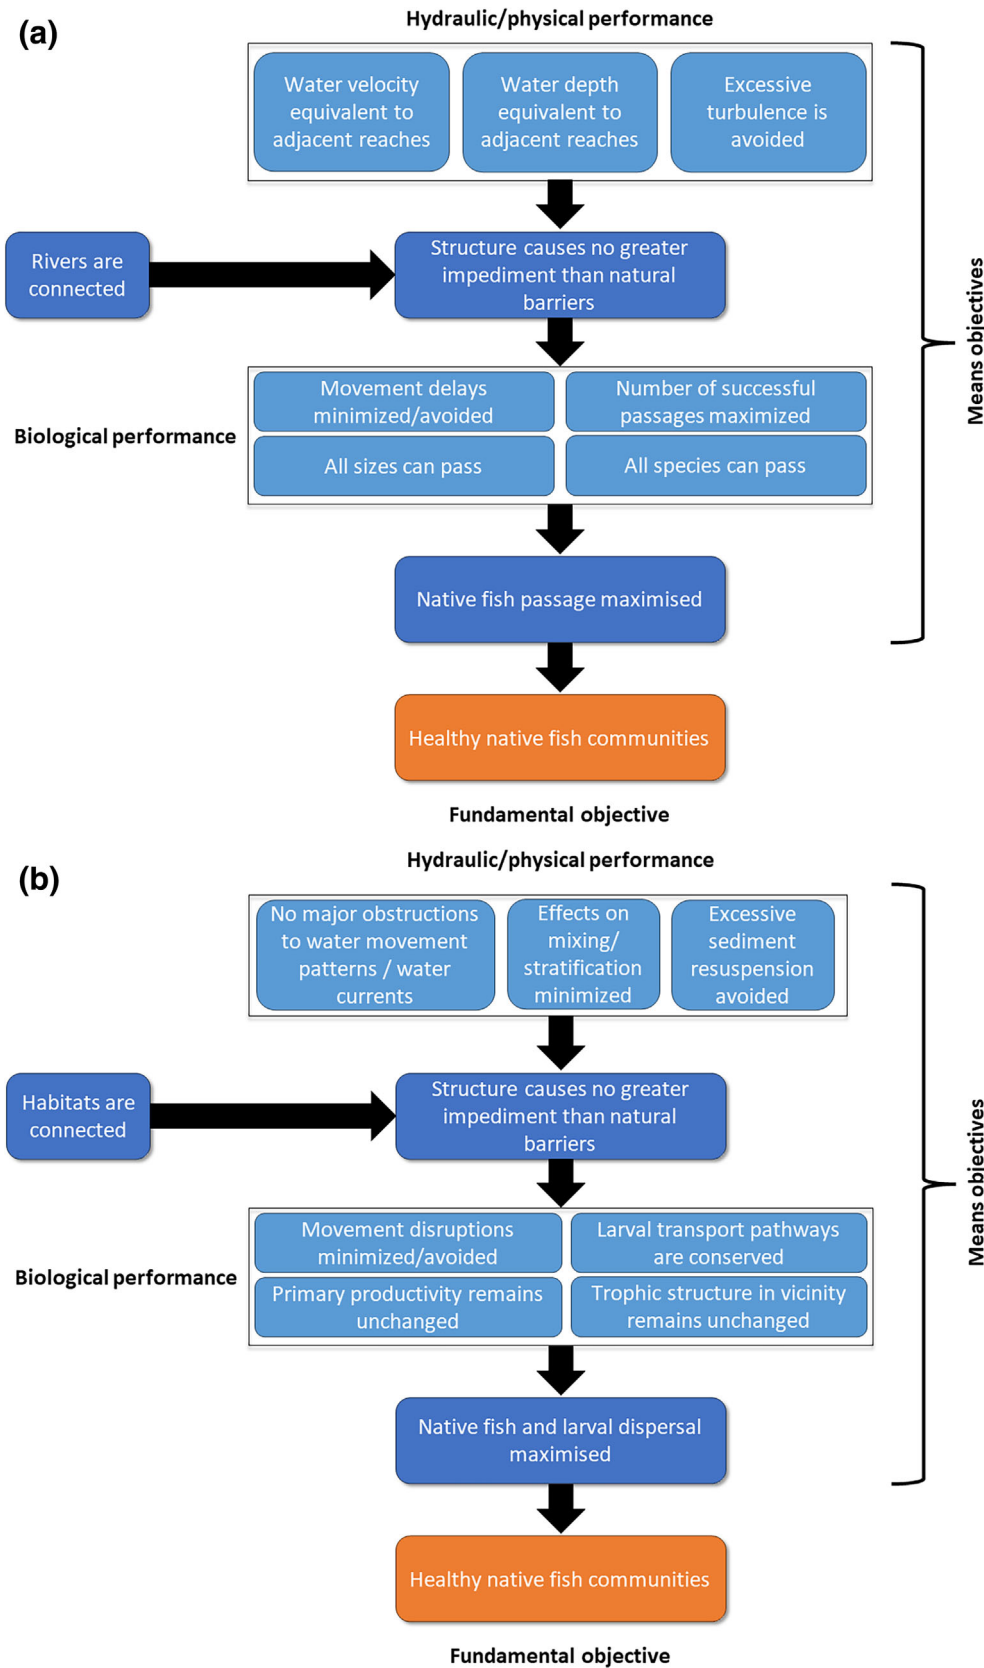 (a)
Hydraulic/physical performance
Water velocity
equivalent to
adjacent reaches
Water depth
equivalent to
adjacent reaches
Excessive
turbulence is
avoided
Rivers are
connected
Structure causes no greater
impediment than natural
barriers
Means objectives
Biological performance
Movement delays
minimized/avoided
Number of successful
passages maximized
All sizes can pass
All species can pass
Native fish passage maximised
Healthy native fish communities
Fundamental objective
(b)
Hydraulic/physical performance
No major obstructions
to water movement
patterns / water
currents
Effects on
mixing/
stratification
minimized
Excessive
sediment
resuspension
avoided
Habitats are
connected
Structure causes no greater
impediment than natural
barriers
Means objectives
Biological performance
Movement disruptions
minimized/avoided
Larval transport pathways
are conserved
Primary productivity remains
unchanged
Trophic structure in vicinity
remains unchanged
Native fish and larval dispersal
maximised
Healthy native fish communities
Fundamental objective